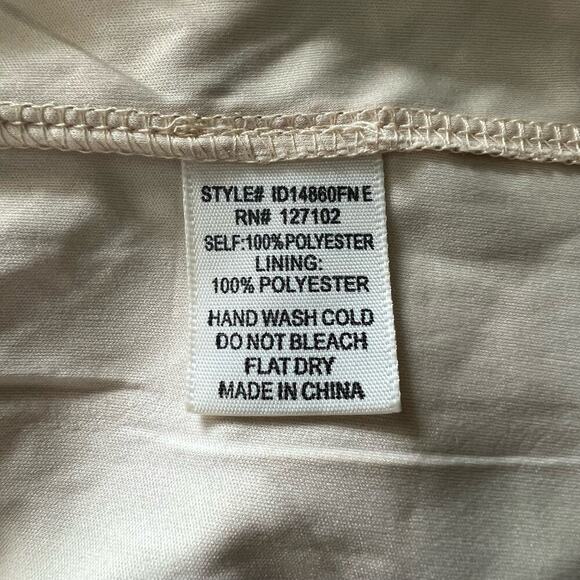 STYLE# ID14860FNE
RN# 127102
SELF:100%POLYESTER
LINING:
100% POLYESTER
HAND WASH COLD
DO NOT BLEACH
FLAT DRY
MADE IN CHINA